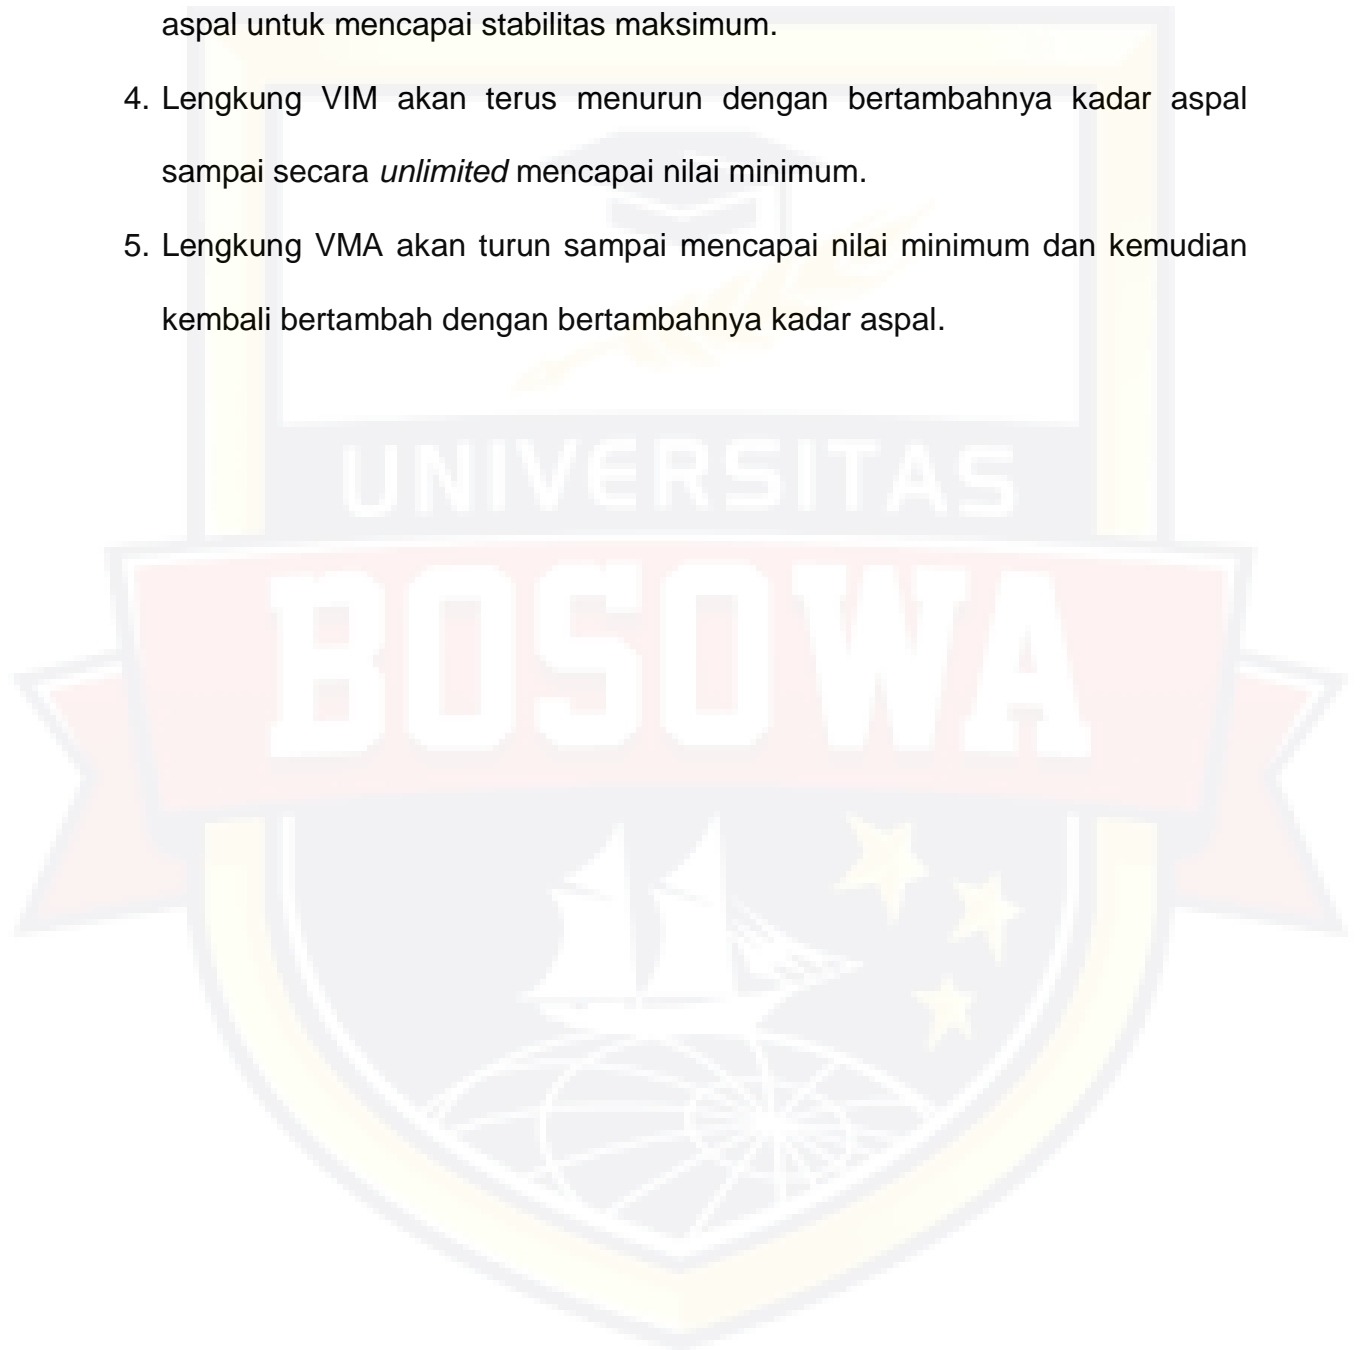 aspal untuk mencapai stabilitas maksimum.
4. Lengkung VIM akan terus menurun dengan bertambahnya kadar aspal
sampai secara unlimited mencapai nilai minimum.
5. Lengkung VMA akan turun sampai mencapai nilai minimum dan kemudian
kembali bertambah dengan bertambahnya kadar aspal.
UNIVERSITAS
BOSOWA